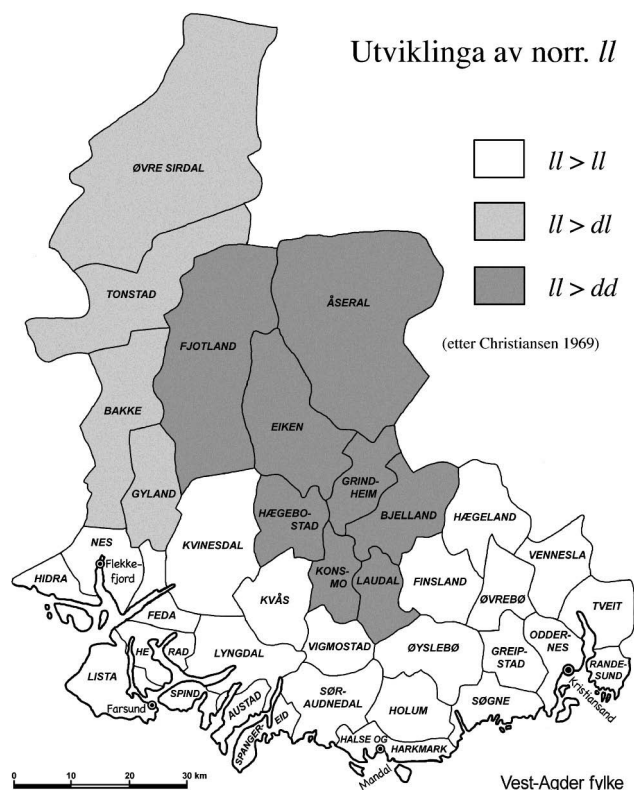 Utviklinga av norr. ll
ll > ll
ll > dl
ll > dd
(etter Christiansen 1969)
ØVRE SIRDAL
TONSTAD
ÅSERAL
FJOTLAND
BAKKE
EIKEN
GYLAND
GRIND-
HEIM
HÆGEBO-
STAD
BJELLAND
HÆGELAND
NES
Flekke-
fjord
KVINESDAL
VENNESLA
HIDRA
KONS-
MO
LAUDAL
FINSLAND
ØVREBØ
TVEIT
KVÅS
FEDA
HE
RAD
LYNGDAL
VIGMOSTAD
ØYSLEBØ
GREIP-
STAD
ODDER-
NES
RANDE-
SUND
Kristiansand
LISTA
SPIND
Farsund
AUSTAD
SPANGER-
EID
SØR-
AUDNEDAL
HOLUM
SØGNE
HALSE OG
HARKMARK
Mandal
0 10 20 30 km
Vest-Agder fylke